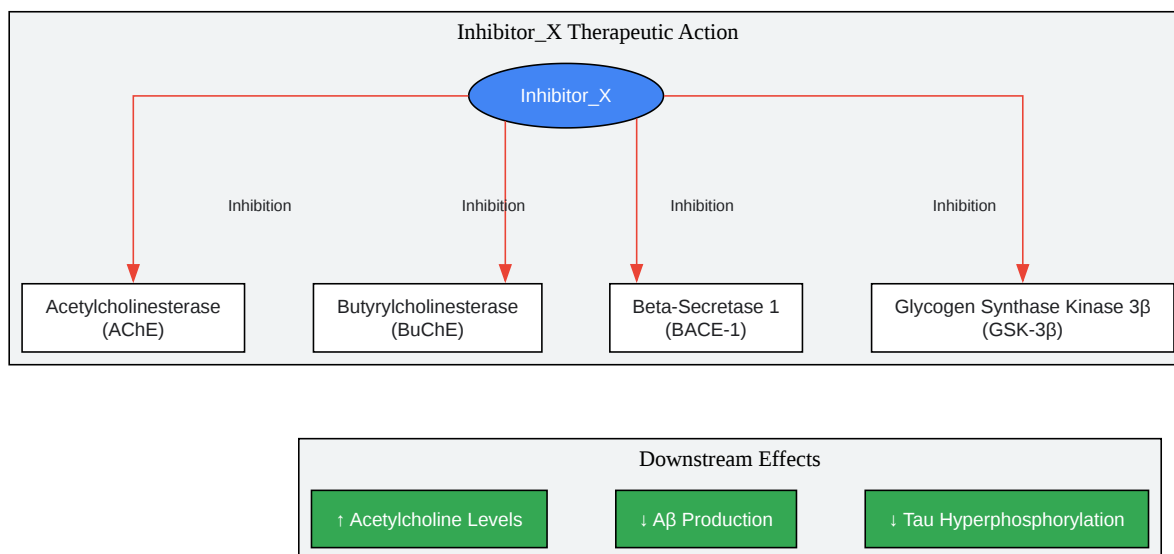 Inhibitor_X Therapeutic Action
Inhibitor_X
Inhibition
Inhibition
Inhibition
Inhibition
Acetylcholinesterase
(AChE)
Butyrylcholinesterase
(BuChE)
Beta-Secretase 1
(BACE-1)
Glycogen Synthase Kinase 3β
(GSK-3β)
Downstream Effects
↑ Acetylcholine Levels
↓ Aβ Production
↓ Tau Hyperphosphorylation